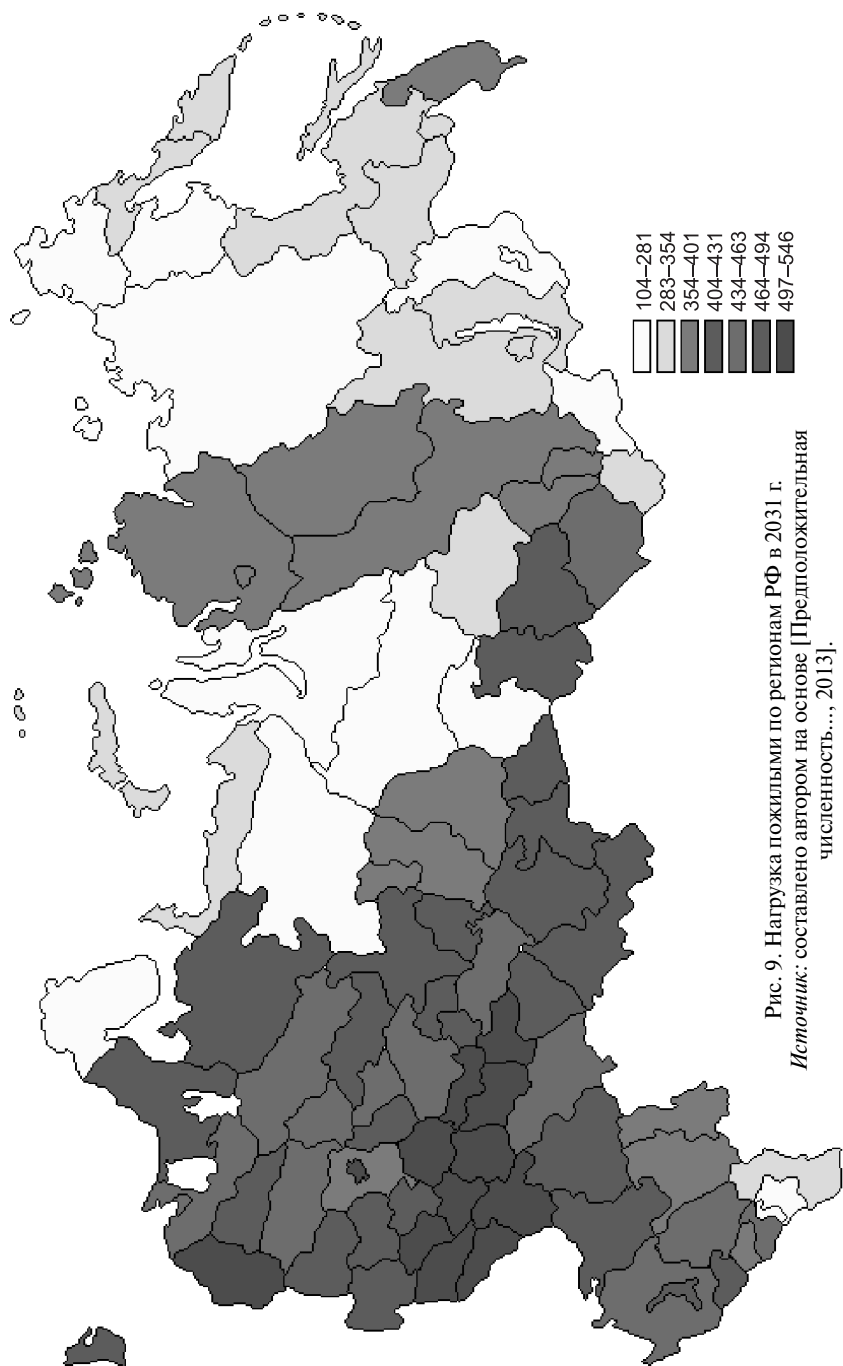 104–281
283–354
354–401
404–431
434–463
464–494
497–546
Рис. 9. Нагрузка пожилыми по регионам РФ в 2031 г.
Источник: составлено автором на основе [Предположительная
численность..., 2013].